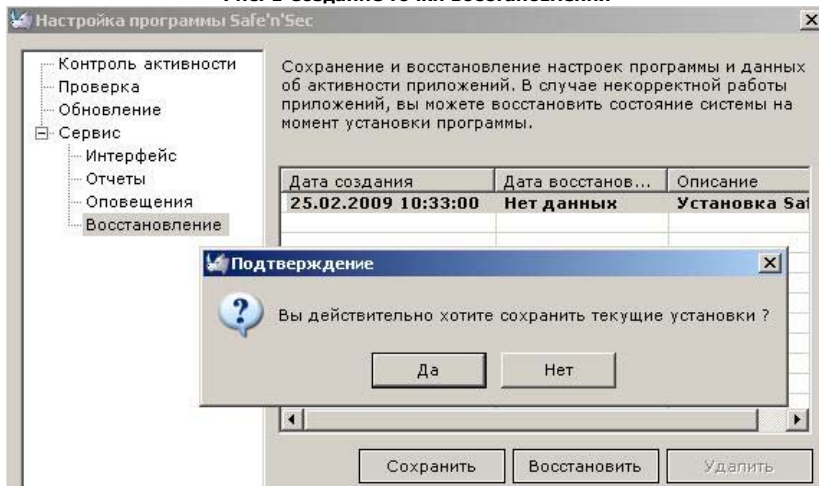 Настройка программы Safe'n'Sec
Контроль активности
Проверка
Обновление
Сервис
Интерфейс
Отчеты
Оповещения
Восстановление
Сохранение и восстановление настроек программы и данных
об активности приложений. В случае некорректной работы
приложений, вы можете восстановить состояние системы на
момент установки программы.
Дата создания Дата восстанов... Описание
25.02.2009 10:33:00 Нет данных Установка Saf
Подтверждение
Вы действительно хотите сохранить текущие установки ?
Да Нет
Сохранить Восстановить Удалить